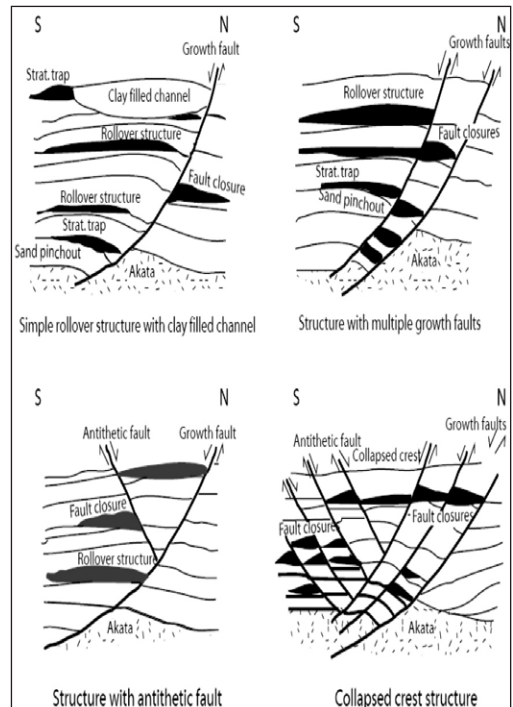 S N
Growth fault
Strat. trap
Clay filled channel
Rollover structure
Fault closure
Rollover structure
Strat. trap
Sand pinchout
Akata
Simple rollover structure with clay filled channel
S N
Growth faults
Rollover structure
Fault closures
Strat. trap
Sand pinchout
Akata
Structure with multiple growth faults
S N
Antithetic fault Growth fault
Fault closure
Rollover structure
Akata
Structure with antithetic fault
S N
Growth faults
Antithetic fault
Collapsed crest
Fault closure
Fault closures
Akata
Collapsed crest structure